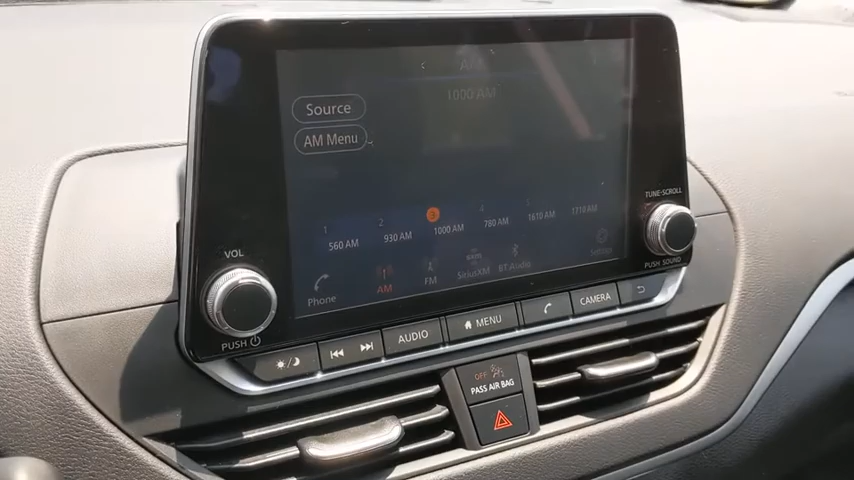 AM
1000 AM
Source
AM Menu
TUNE·SCROLL
1 2 3 4 5
560 AM 930 AM 1000 AM 780 AM 1610 AM 1710 AM
VOL
PUSH SOUND
Phone AM FM SiriusXM BT Audio Settings
PUSH
AUDIO MENU CAMERA
OFF
PASS AIR BAG